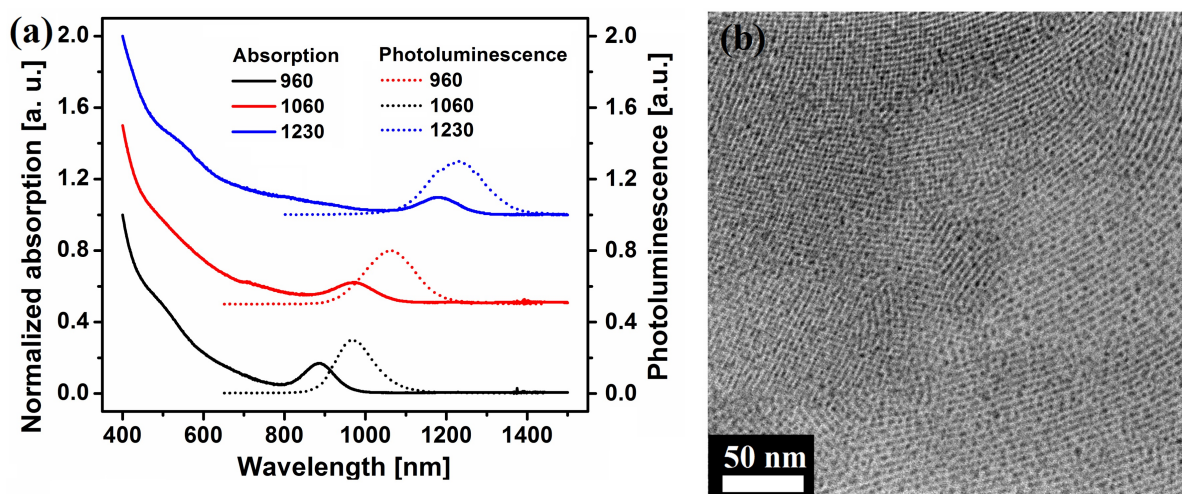 (a)
Normalized absorption [a. u.]
2.0
1.6
1.2
0.8
0.4
0.0
Absorption
960
1060
1230
Photoluminescence
960
1060
1230
2.0
1.6
1.2
0.8
0.4
0.0
Photoluminescence [a.u.]
400 600 800 1000 1200 1400
Wavelength [nm]
(b)
50 nm